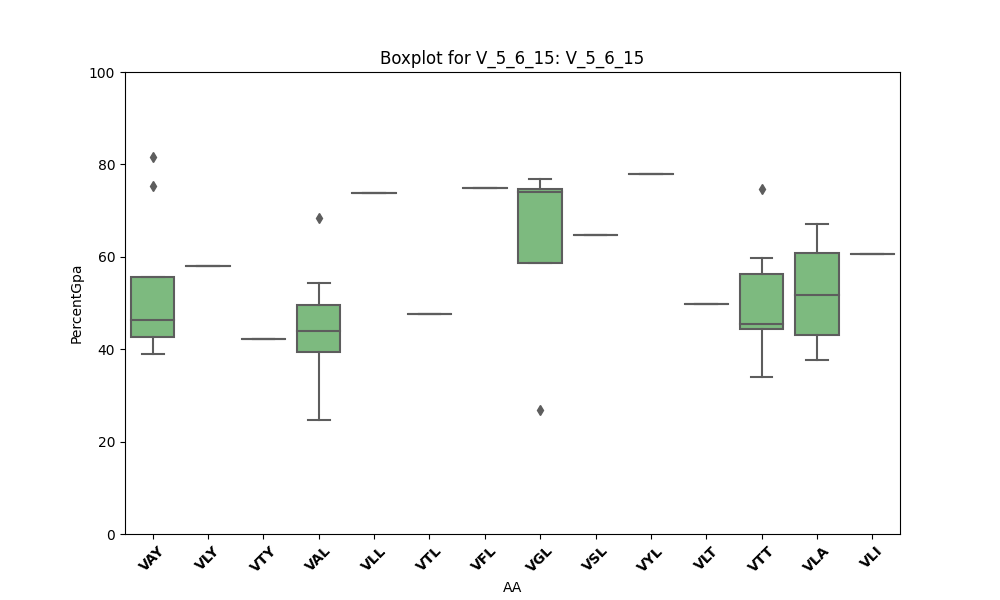 Boxplot for V_5_6_15: V_5_6_15
100
80
60
40
20
0
PercentGpa
VAY
VLY
VTY
VAL
VLL
VTL
VFL
VGL
VSL
VYL
VLT
VTT
VLA
VLI
AA